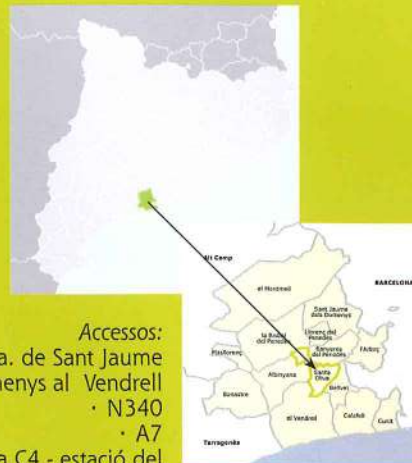 Alt Camp
BARCELONA
el Montmell
Sant Jaume
dels Domenys
la Bisbal
del Penedès
Llorenç del
Penedès
Banyeres
del Penedès
l'Arboç
Albinyana
Santa
Oliva
Bellvei
Bonastre
el Vendrell
Calafell
Cunit
Tarragonès
Accessos:
a. de Sant Jaume
nenys al Vendrell
· N340
· A7
a C4 - estació del